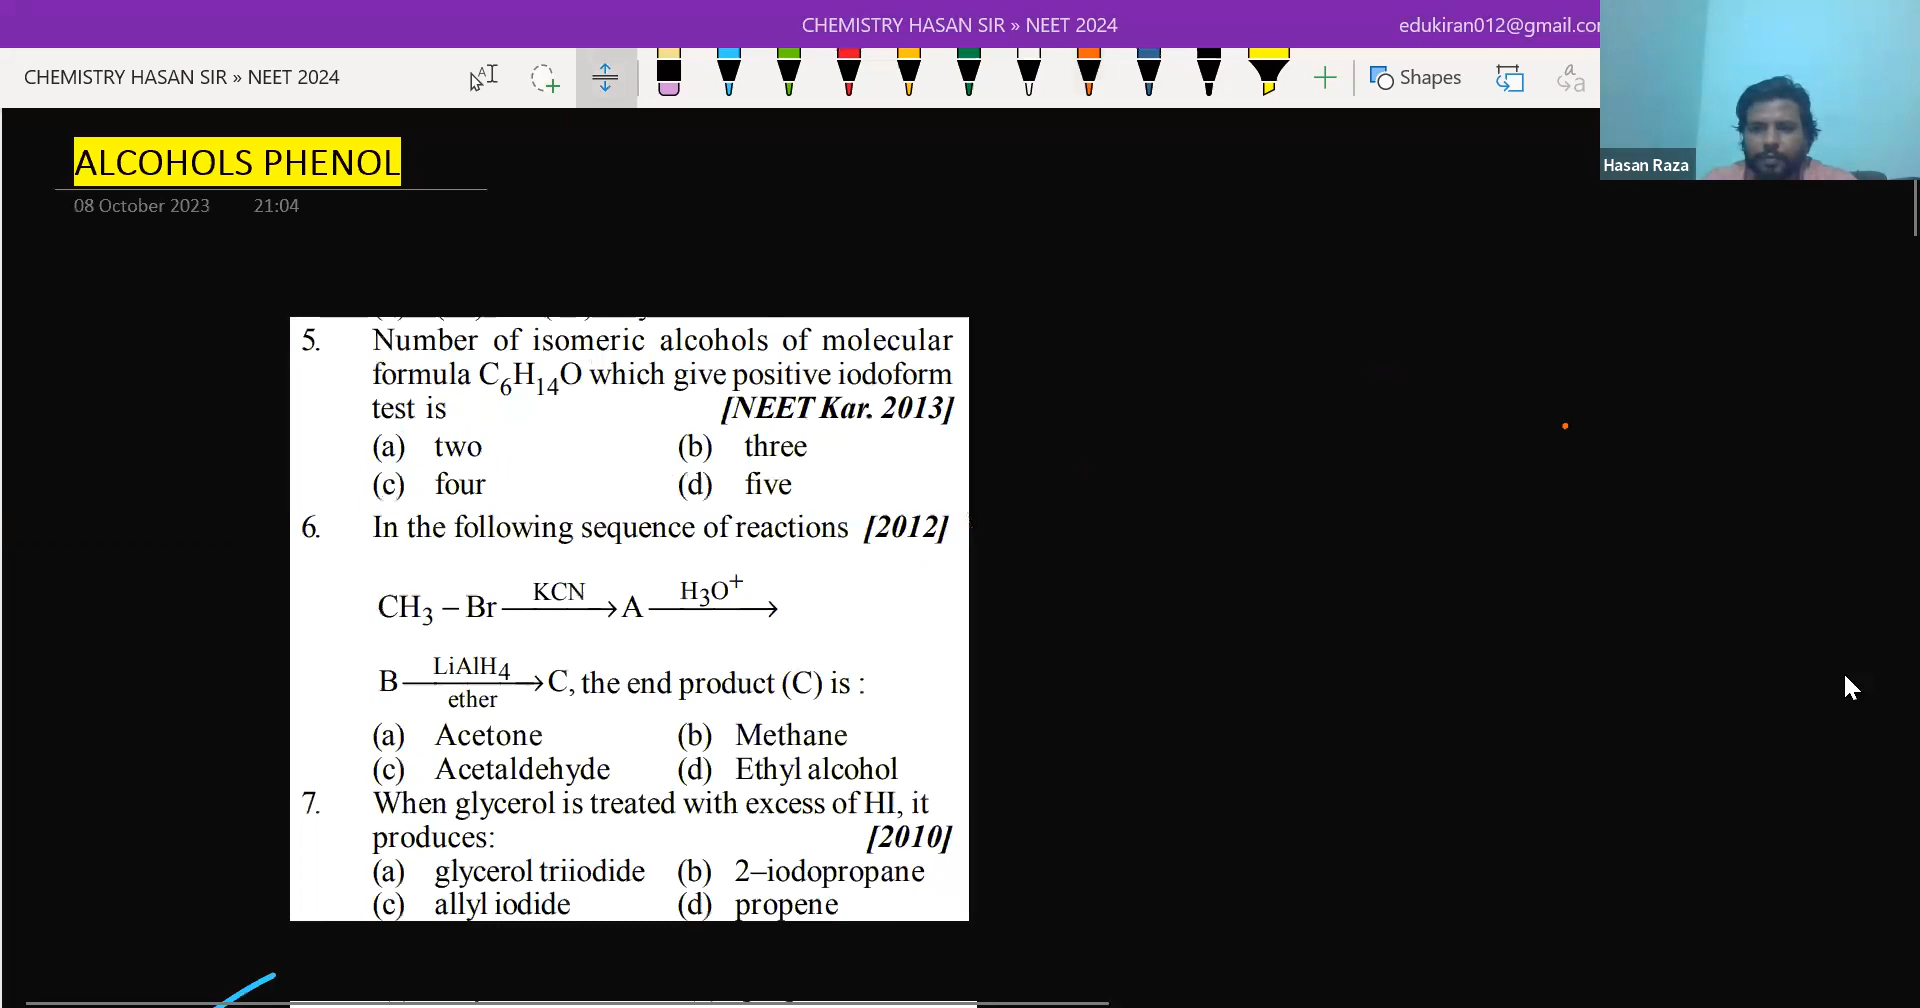 CHEMISTRY HASAN SIR » NEET 2024
edukiran012@gmail.co
CHEMISTRY HASAN SIR » NEET 2024
Shapes
Hasan Raza
ALCOHOLS PHENOL
08 October 2023 21:04
5. Number of isomeric alcohols of molecular
formula C₆H₁₄O which give positive iodoform
test is [NEET Kar. 2013]
(a) two (b) three
(c) four (d) five
6. In the following sequence of reactions [2012]
CH₃ – Br —KCN→ A —H₃O⁺→
B —LiAlH₄/ether→ C, the end product (C) is :
(a) Acetone (b) Methane
(c) Acetaldehyde (d) Ethyl alcohol
7. When glycerol is treated with excess of HI, it
produces: [2010]
(a) glycerol triiodide (b) 2–iodopropane
(c) allyl iodide (d) propene